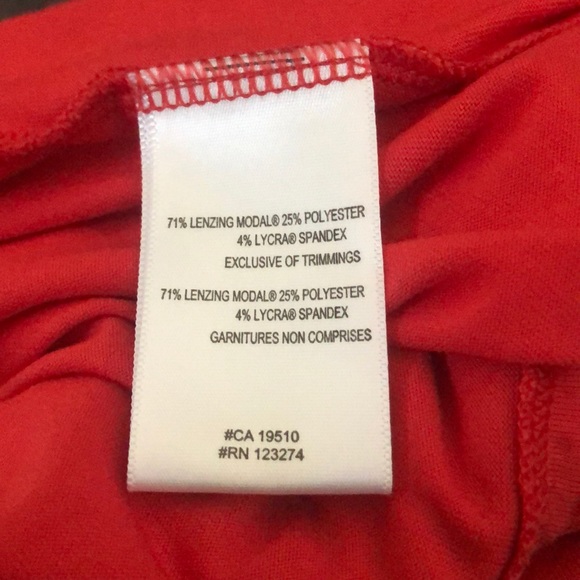 71% LENZING MODAL® 25% POLYESTER
4% LYCRA® SPANDEX
EXCLUSIVE OF TRIMMINGS
71% LENZING MODAL® 25% POLYESTER
4% LYCRA® SPANDEX
GARNITURES NON COMPRISES
#CA 19510
#RN 123274